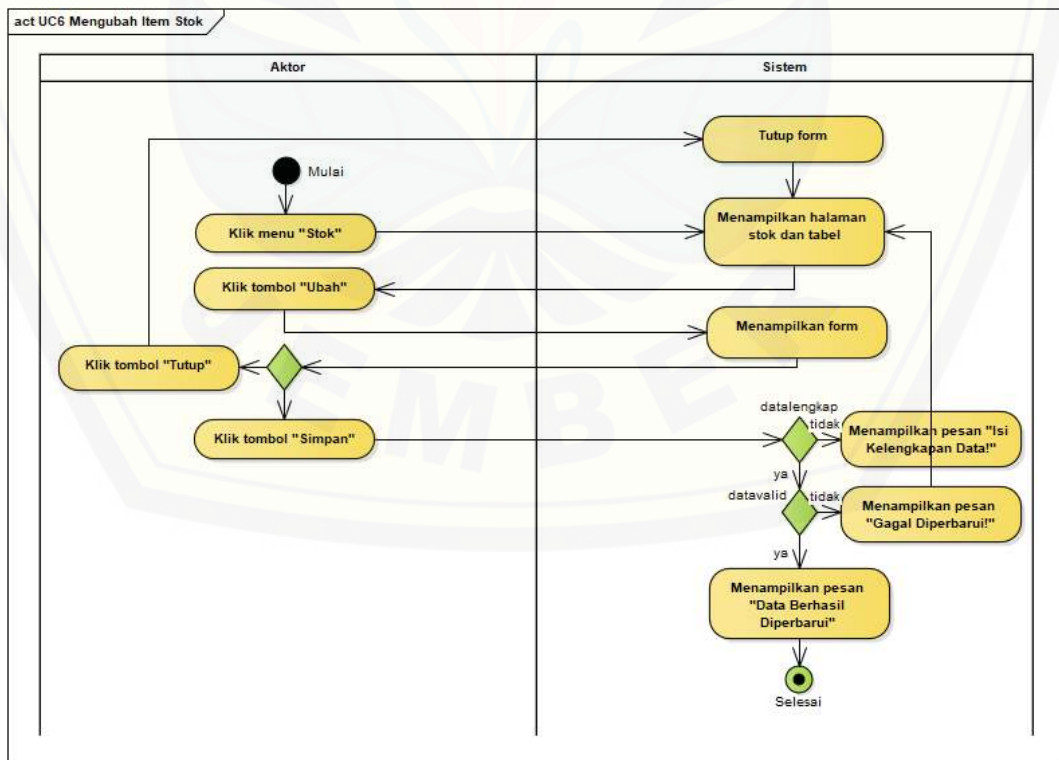 act UC6 Mengubah Item Stok
Aktor
Sistem
Tutup form
Mulai
Klik menu "Stok"
Menampilkan halaman
stok dan tabel
Klik tombol "Ubah"
Menampilkan form
Klik tombol "Tutup"
Klik tombol "Simpan"
datalengkap
tidak
Menampilkan pesan "Isi
Kelengkapan Data!"
ya
datavalid
tidak
Menampilkan pesan
"Gagal Diperbarui!"
ya
Menampilkan pesan
"Data Berhasil
Diperbarui"
Selesai
JEMBER